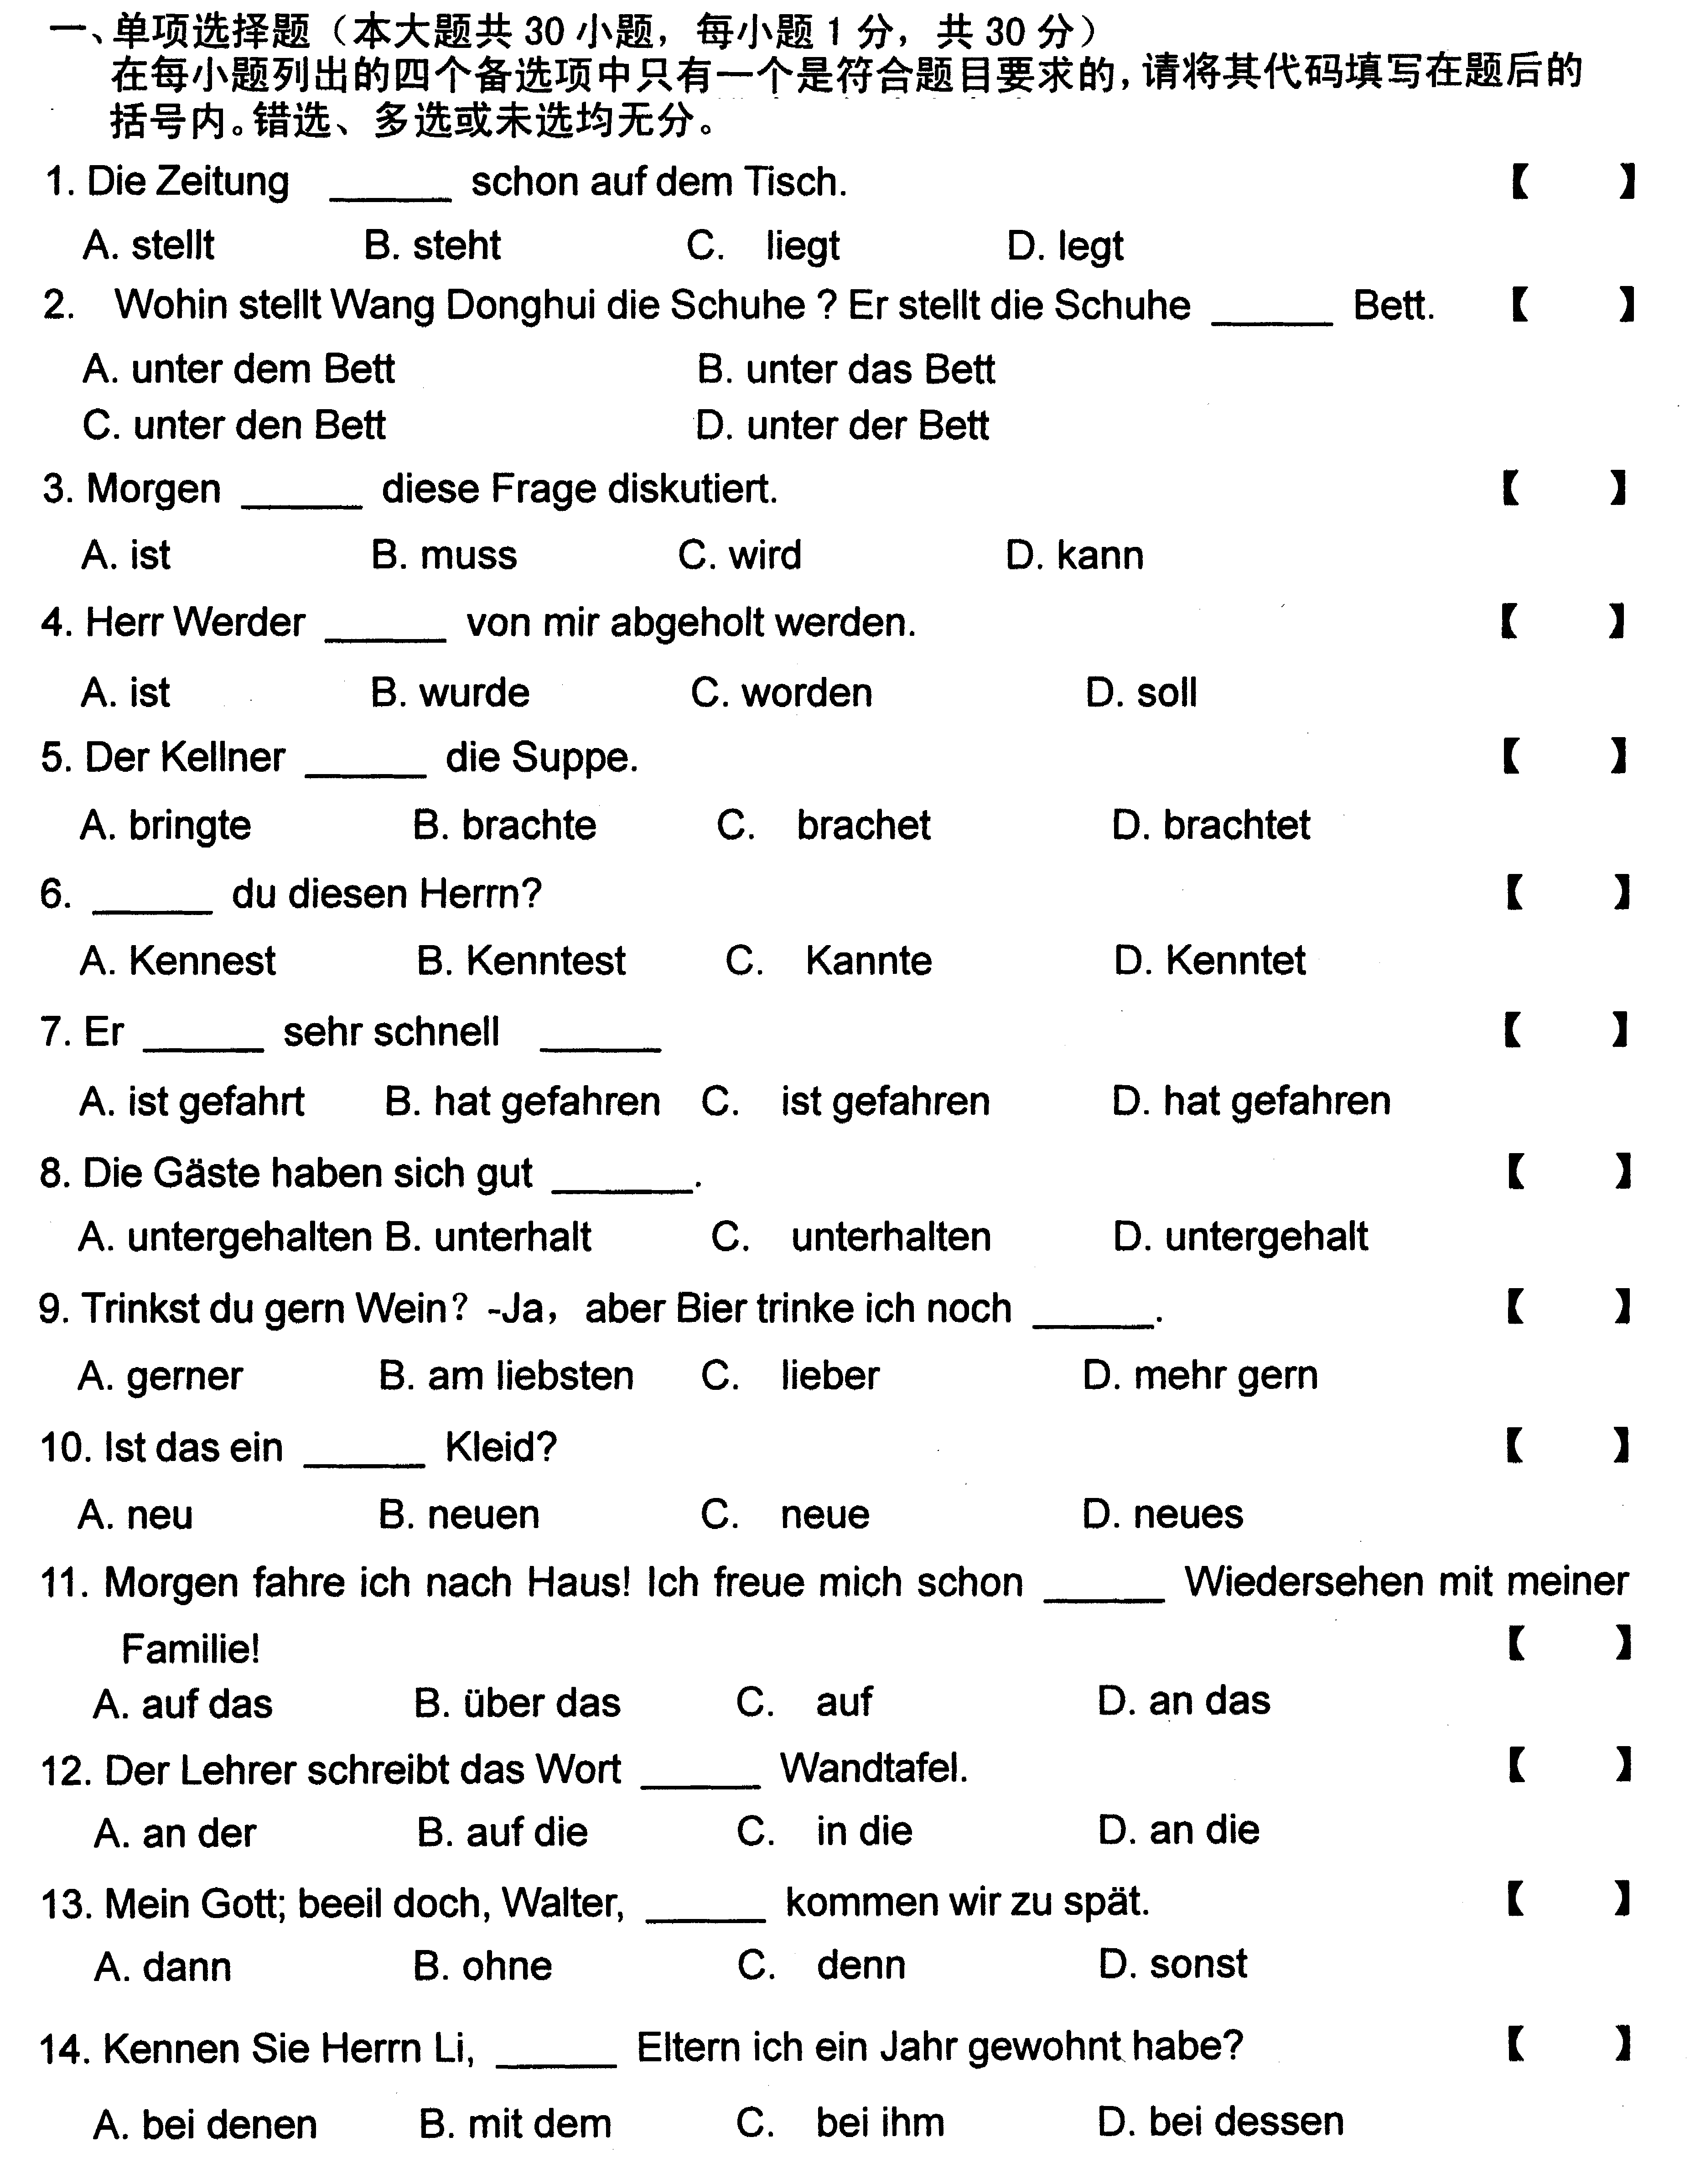 一、单项选择题（本大题共 30 小题，每小题 1 分，共 30 分）
在每小题列出的四个备选项中只有一个是符合题目要求的，请将其代码填写在题后的
括号内。错选、多选或未选均无分。
1. Die Zeitung ______ schon auf dem Tisch. 【 】
A. stellt B. steht C. liegt D. legt
2. Wohin stellt Wang Donghui die Schuhe ? Er stellt die Schuhe ______ Bett. 【 】
A. unter dem Bett B. unter das Bett
C. unter den Bett D. unter der Bett
3. Morgen ______ diese Frage diskutiert. 【 】
A. ist B. muss C. wird D. kann
4. Herr Werder ______ von mir abgeholt werden. 【 】
A. ist B. wurde C. worden D. soll
5. Der Kellner ______ die Suppe. 【 】
A. bringte B. brachte C. brachet D. brachtet
6. ______ du diesen Herrn? 【 】
A. Kennest B. Kenntest C. Kannte D. Kenntet
7. Er ______ sehr schnell ______ 【 】
A. ist gefahrt B. hat gefahren C. ist gefahren D. hat gefahren
8. Die Gäste haben sich gut ______. 【 】
A. untergehalten B. unterhalt C. unterhalten D. untergehalt
9. Trinkst du gern Wein？ -Ja，aber Bier trinke ich noch ______. 【 】
A. gerner B. am liebsten C. lieber D. mehr gern
10. Ist das ein ______ Kleid? 【 】
A. neu B. neuen C. neue D. neues
11. Morgen fahre ich nach Haus! Ich freue mich schon ______ Wiedersehen mit meiner
Familie! 【 】
A. auf das B. über das C. auf D. an das
12. Der Lehrer schreibt das Wort ______ Wandtafel. 【 】
A. an der B. auf die C. in die D. an die
13. Mein Gott; beeil doch, Walter, ______ kommen wir zu spät. 【 】
A. dann B. ohne C. denn D. sonst
14. Kennen Sie Herrn Li, ______ Eltern ich ein Jahr gewohnt habe? 【 】
A. bei denen B. mit dem C. bei ihm D. bei dessen